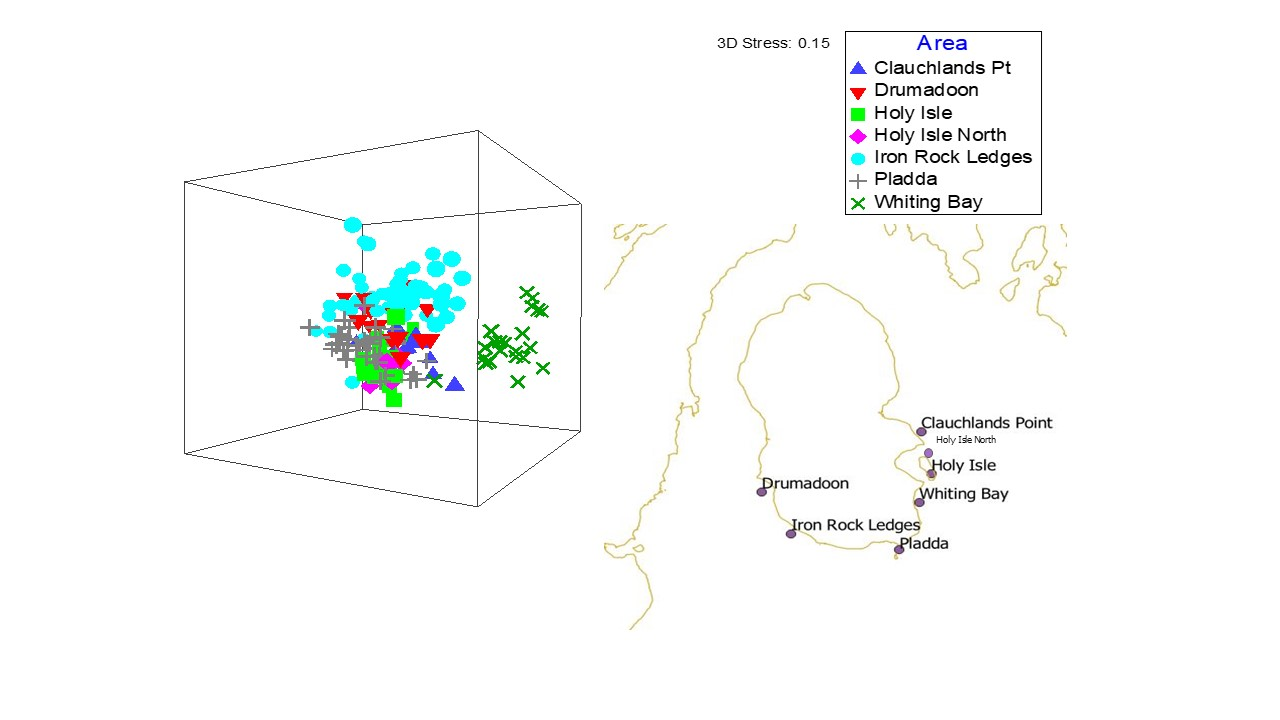 3D Stress: 0.15
Area
Clauchlands Pt
Drumadoon
Holy Isle
Holy Isle North
Iron Rock Ledges
Pladda
Whiting Bay
Clauchlands Point
Holy Isle North
Holy Isle
Drumadoon
Whiting Bay
Iron Rock Ledges
Pladda